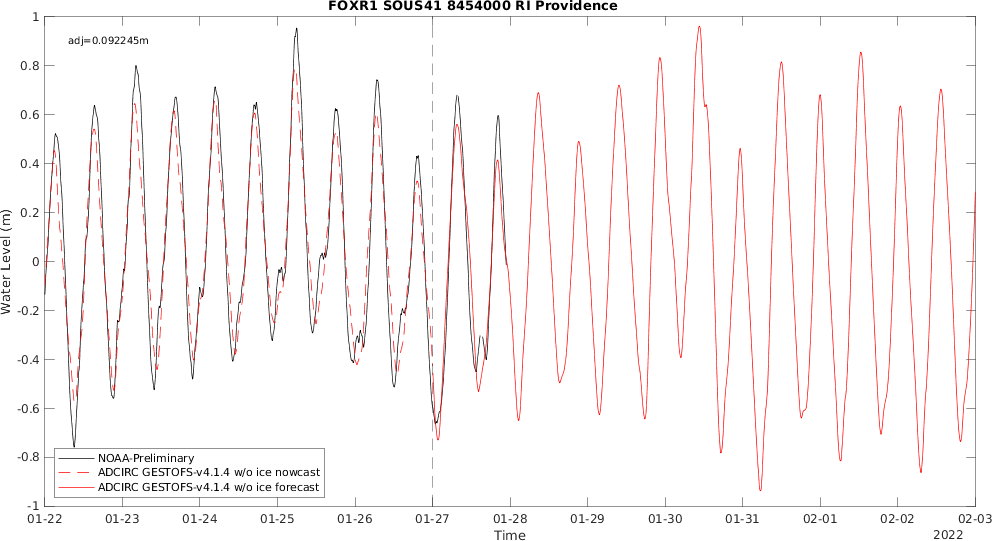 FOXR1 SOUS41 8454000 RI Providence
adj=0.092245m
Water Level (m)
1
0.8
0.6
0.4
0.2
0
-0.2
-0.4
-0.6
-0.8
-1
NOAA-Preliminary
ADCIRC GESTOFS-v4.1.4 w/o ice nowcast
ADCIRC GESTOFS-v4.1.4 w/o ice forecast
01-22 01-23 01-24 01-25 01-26 01-27 01-28 01-29 01-30 01-31 02-01 02-02 02-03
Time
2022